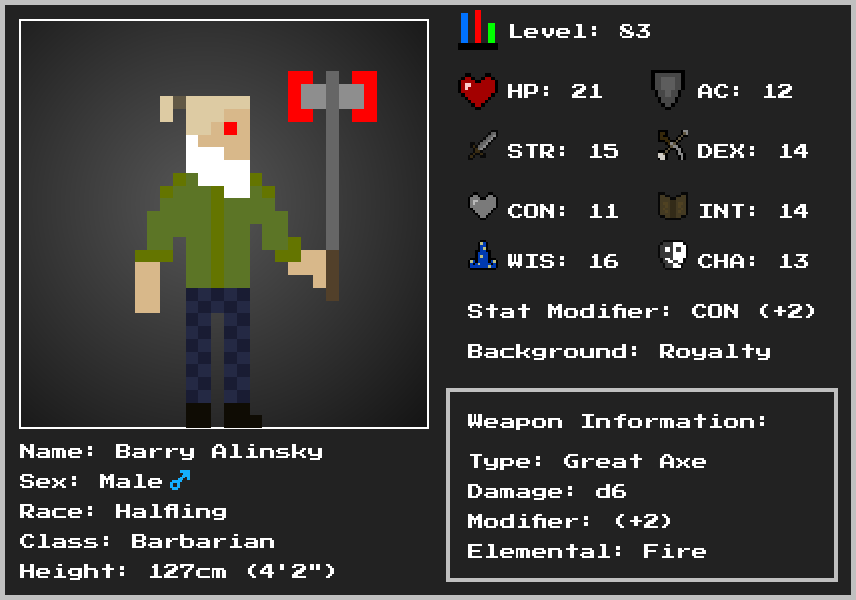 Level: 83
HP: 21
AC: 12
STR: 15
DEX: 14
CON: 11
INT: 14
WIS: 16
CHA: 13
Stat Modifier: CON (+2)
Background: Royalty
Name: Barry Alinsky
Sex: Male ♂
Race: Halfling
Class: Barbarian
Height: 127cm (4'2")
Weapon Information:
Type: Great Axe
Damage: d6
Modifier: (+2)
Elemental: Fire